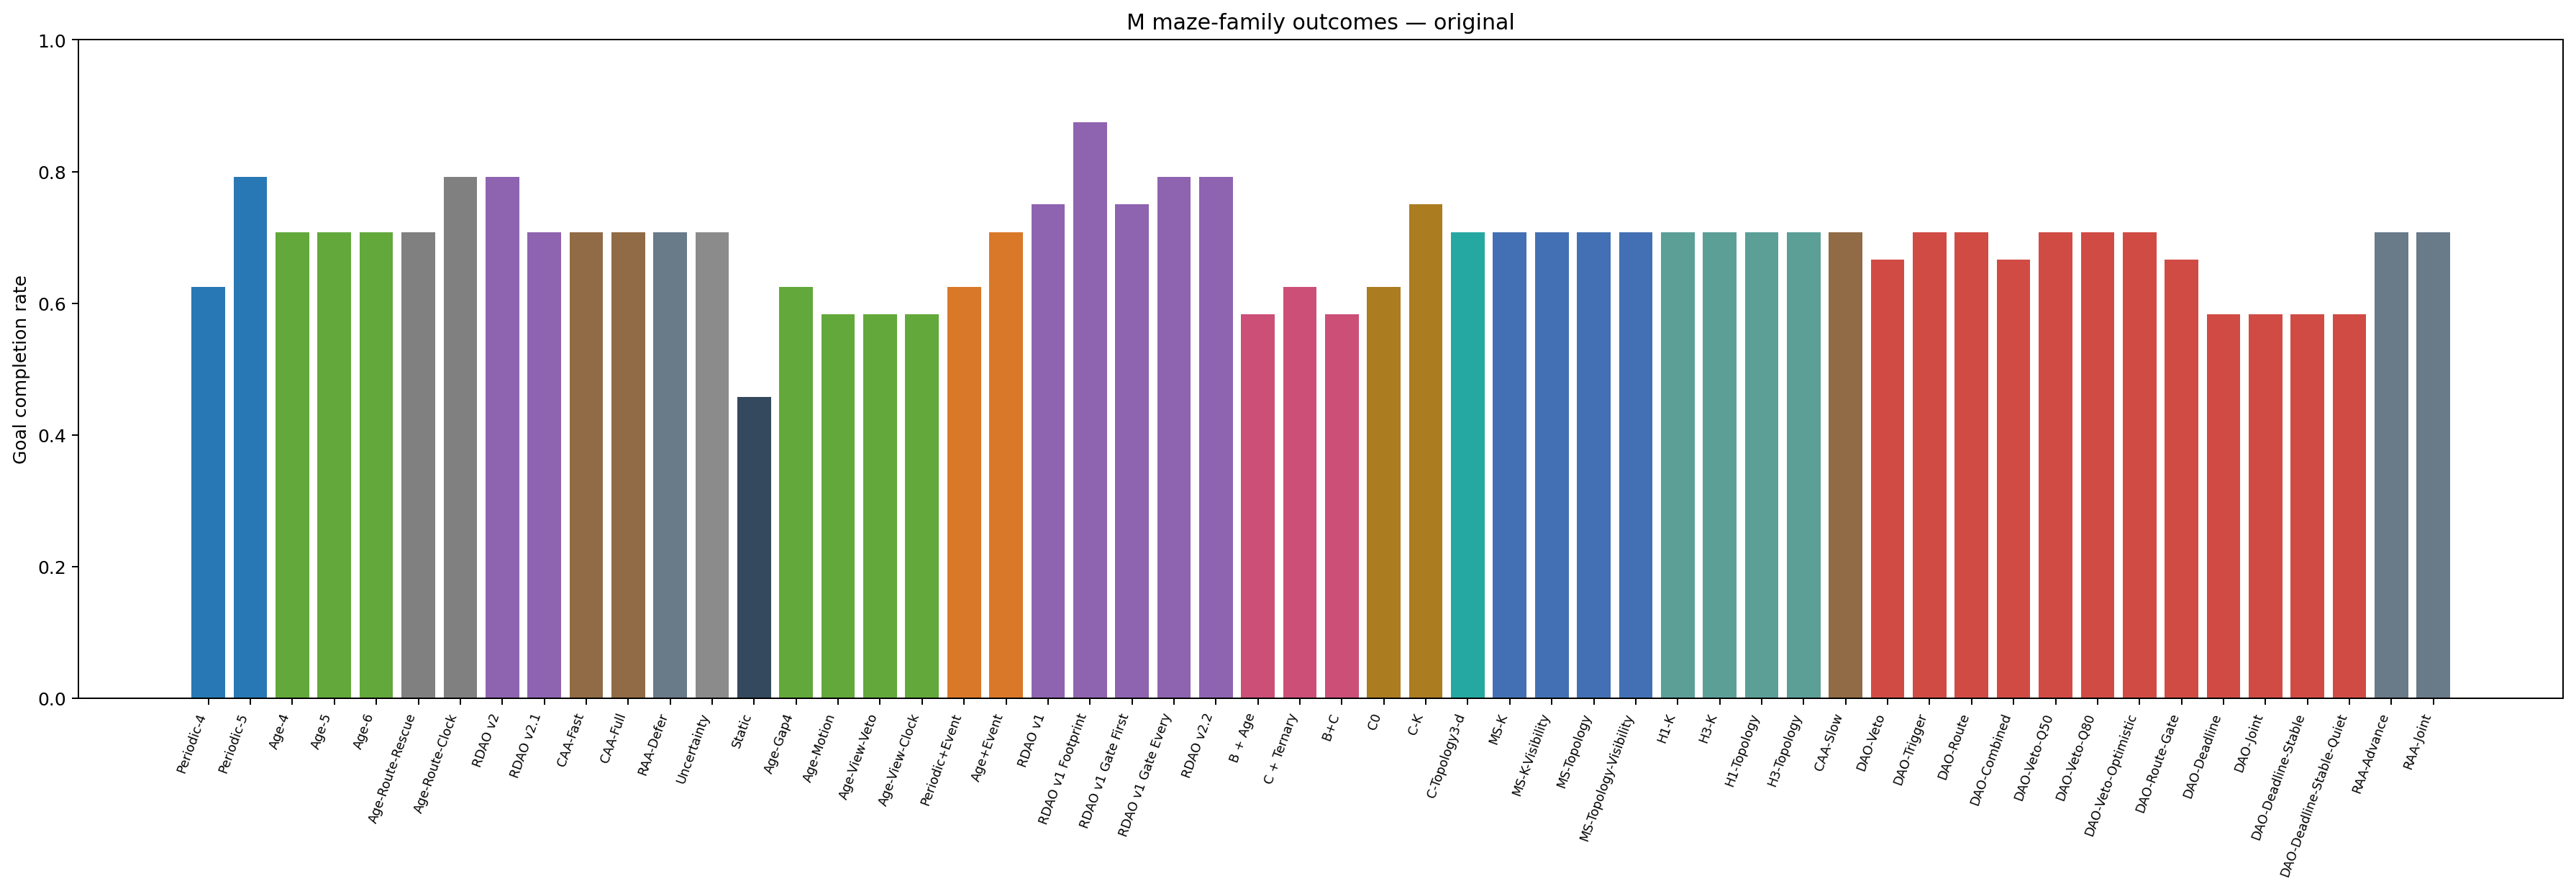 M maze-family outcomes — original
Goal completion rate
1.0
0.8
0.6
0.4
0.2
0.0
Periodic-4
Periodic-5
Age-4
Age-5
Age-6
Age-Route-Rescue
Age-Route-Clock
RDAO v2
RDAO v2.1
CAA-Fast
CAA-Full
RAA-Defer
Uncertainty
Static
Age-Gap4
Age-Motion
Age-View-Veto
Age-View-Clock
Periodic+Event
Age+Event
RDAO v1
RDAO v1 Footprint
RDAO v1 Gate First
RDAO v1 Gate Every
RDAO v2.2
B + Age
C + Ternary
B+C
C0
C-K
C-Topology3-d
MS-K
MS-K-Visibility
MS-Topology
MS-Topology-Visibility
H1-K
H3-K
H1-Topology
H3-Topology
CAA-Slow
DAO-Veto
DAO-Trigger
DAO-Route
DAO-Combined
DAO-Veto-Q50
DAO-Veto-Q80
DAO-Veto-Optimistic
DAO-Route-Gate
DAO-Deadline
DAO-Joint
DAO-Deadline-Stable
DAO-Deadline-Stable-Quiet
RAA-Advance
RAA-Joint